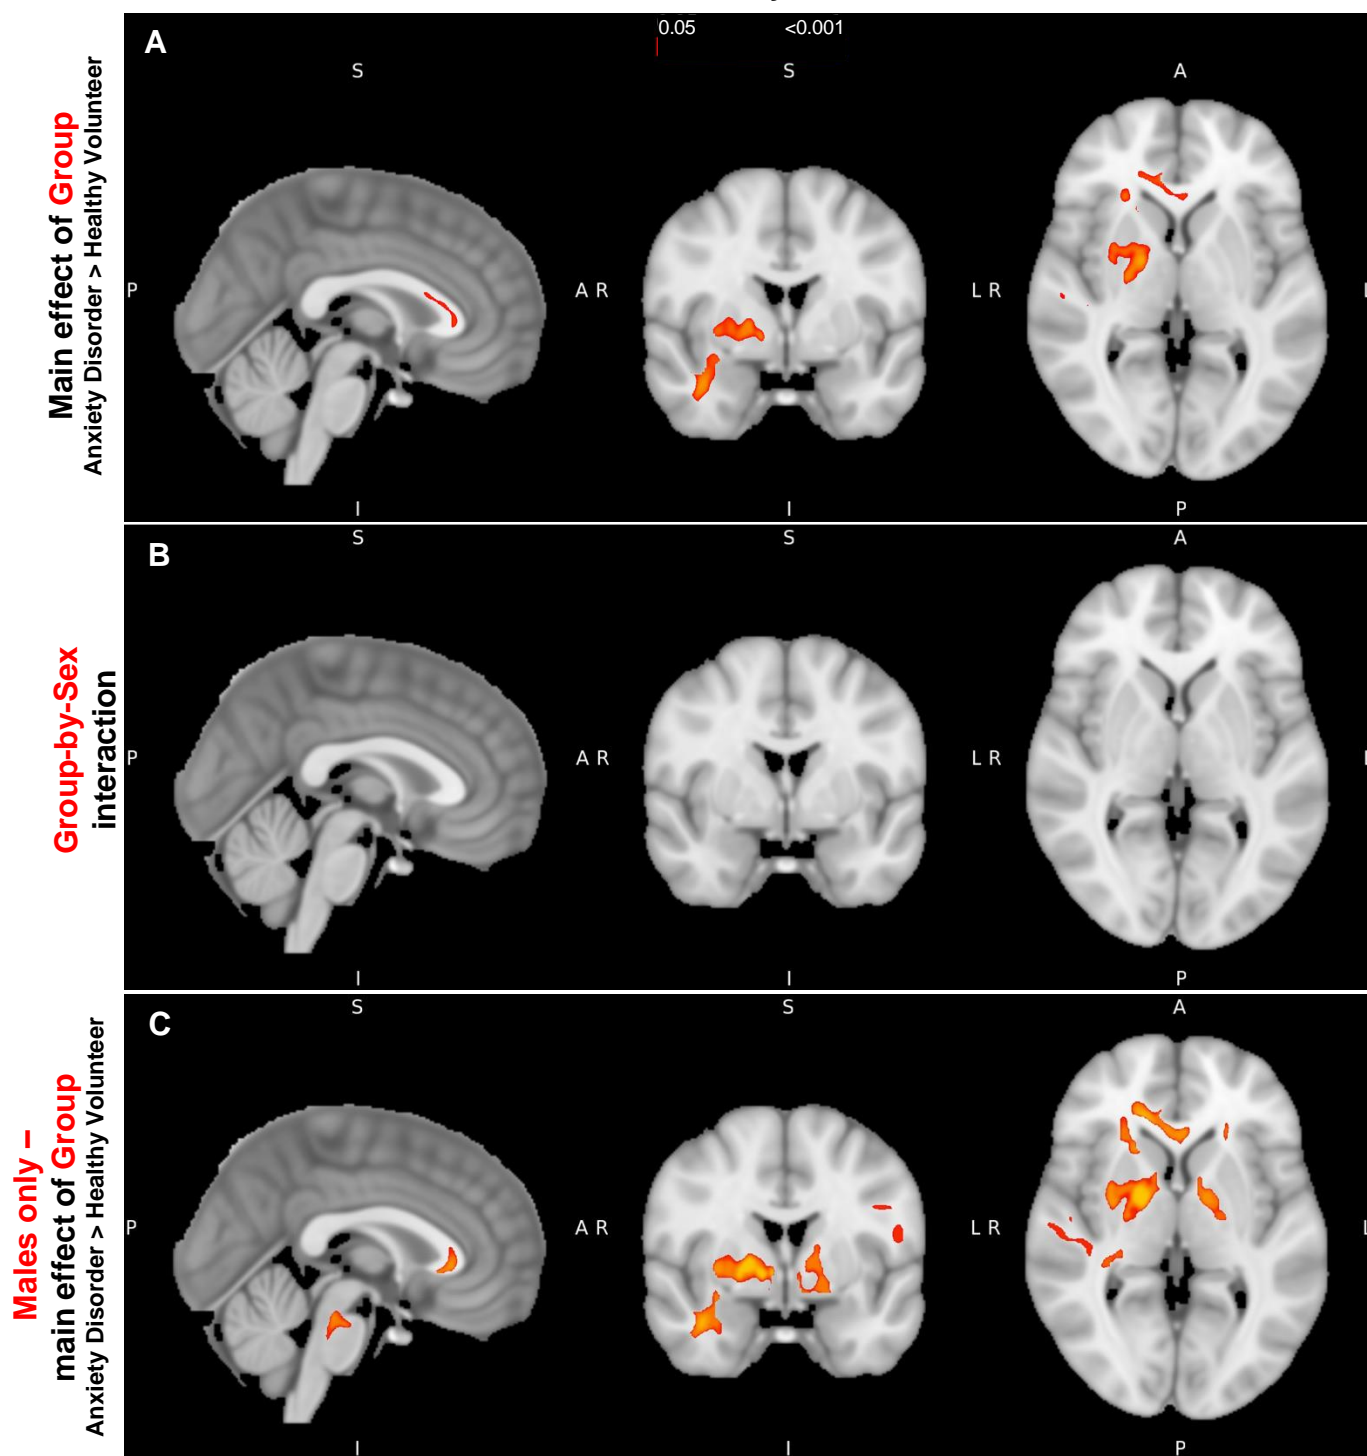 0.05 <0.001
A
Main effect of Group
Anxiety Disorder > Healthy Volunteer
S S A
P A R L R
I I P
B
Group-by-Sex
interaction
S S A
P A R L R
I I P
C
Males only –
main effect of Group
Anxiety Disorder > Healthy Volunteer
S S A
P A R L R
I I P